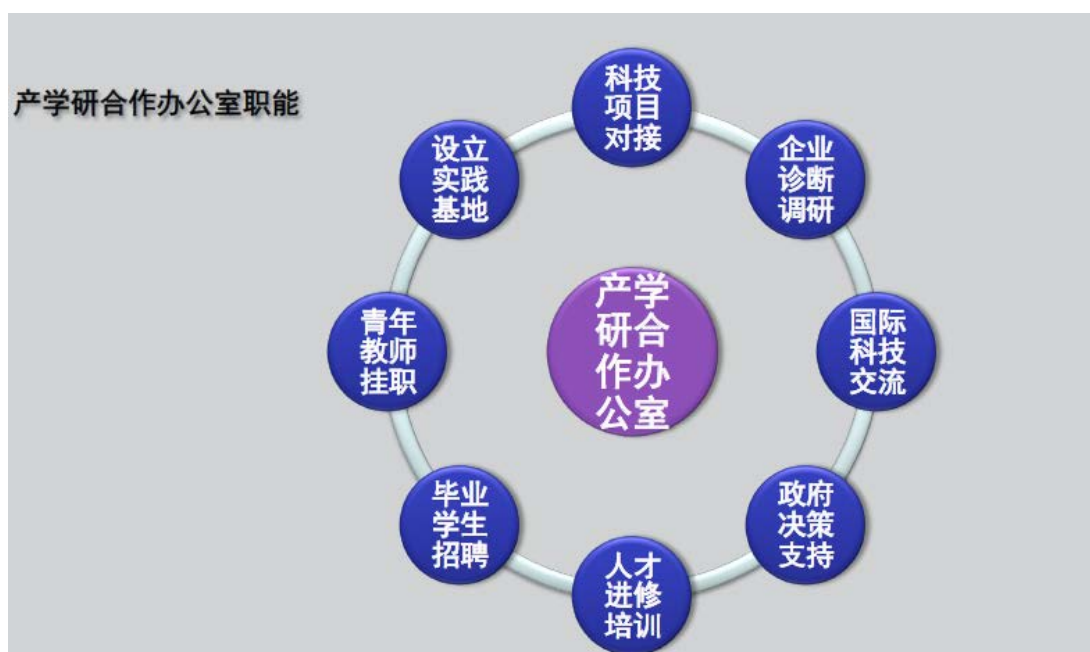 产学研合作办公室职能
科技
项目
对接
企业
诊断
调研
国际
科技
交流
政府
决策
支持
人才
进修
培训
毕业
学生
招聘
青年
教师
挂职
设立
实践
基地
产学
研合
作办
公室